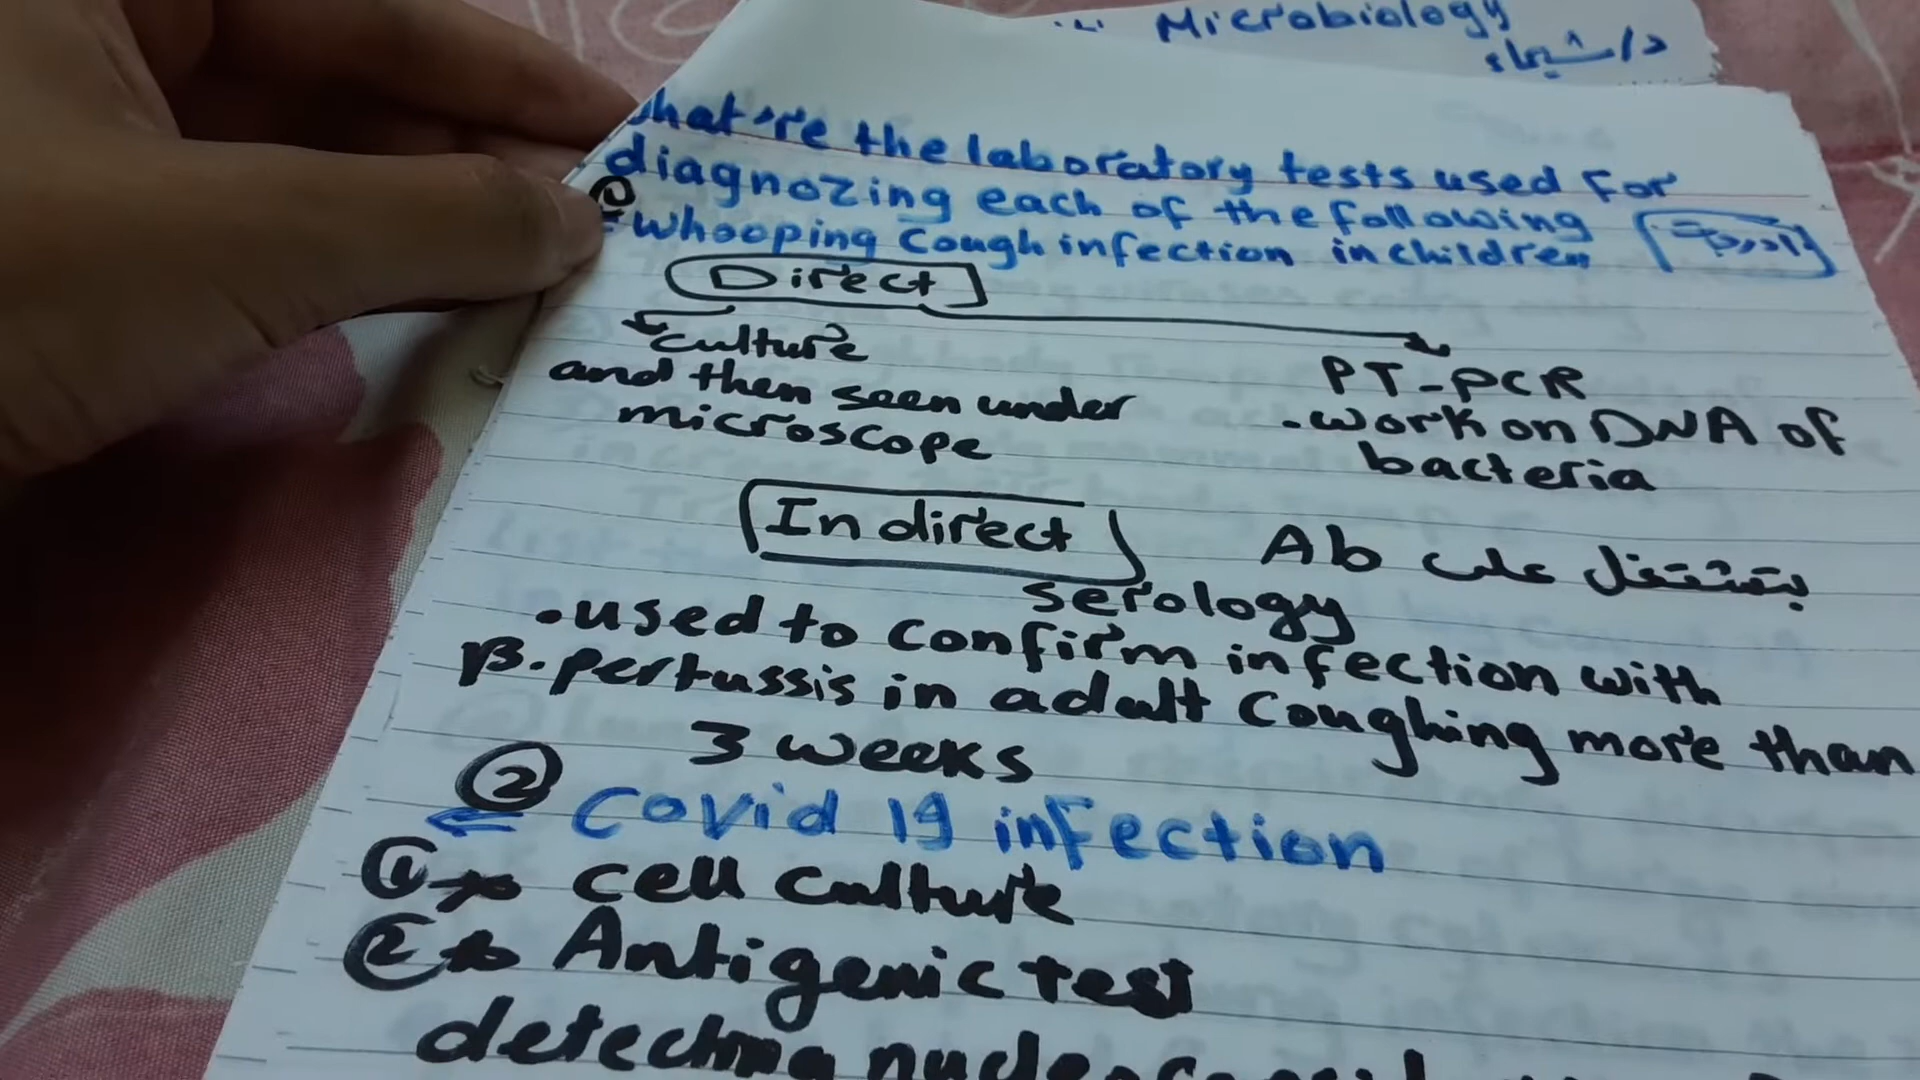 Microbiology
د/شيماء
what're the laboratory tests used for
diagnozing each of the following
① whooping cough infection in children
Direct
culture
and then seen under
microscope
PT-PCR
. work on DNA of
bacteria
Indirect
بتشتغل على Ab
serology
. used to confirm infection with
B. pertussis in adult coughing more than
3 weeks
② Covid 19 infection
① cell culture
② Antigenic test
detecting